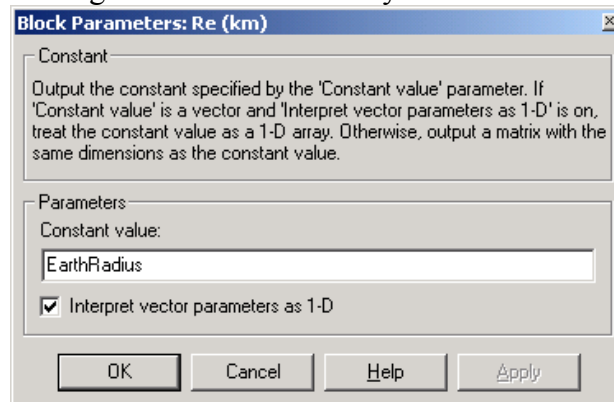 Block Parameters: Re (km)
Constant
Output the constant specified by the 'Constant value' parameter. If
'Constant value' is a vector and 'Interpret vector parameters as 1-D' is on,
treat the constant value as a 1-D array. Otherwise, output a matrix with the
same dimensions as the constant value.
Parameters
Constant value:
EarthRadius
Interpret vector parameters as 1-D
OK Cancel Help Apply